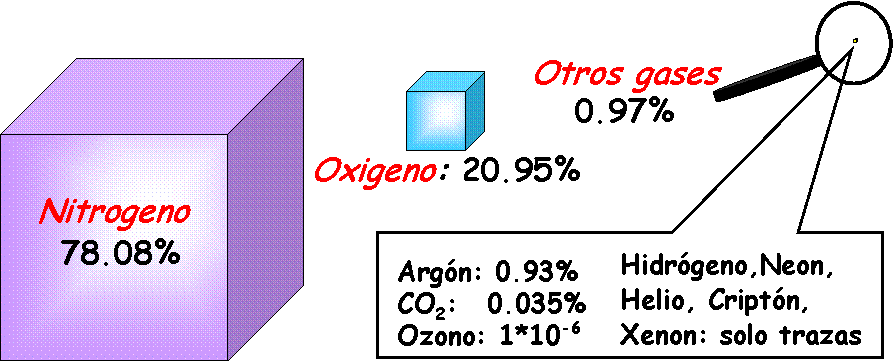 Nitrogeno
78.08%
Oxigeno: 20.95%
Otros gases
0.97%
Argón: 0.93%
CO₂: 0.035%
Ozono: 1*10⁻⁶
Hidrógeno,Neon,
Helio, Criptón,
Xenon: solo trazas